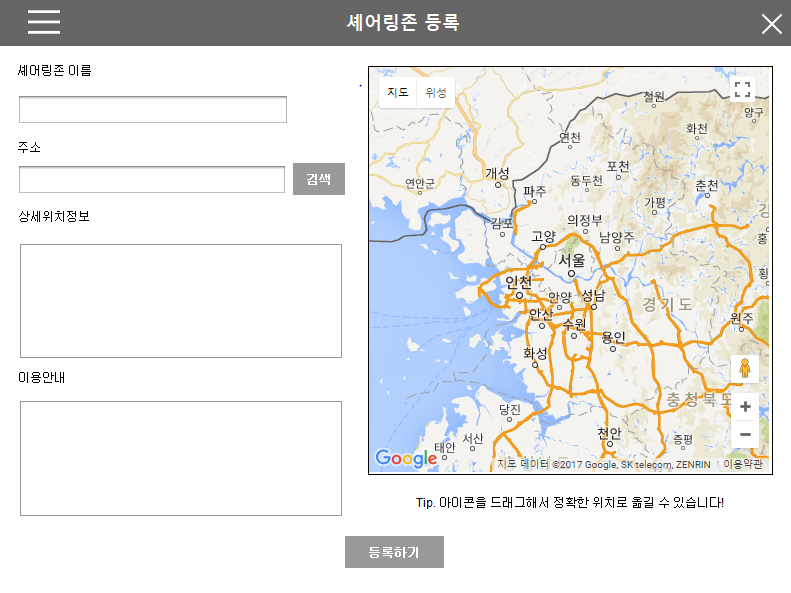 셰어링존 등록
셰어링존 이름
주소
검색
상세위치정보
이용안내
지도 위성
철원
양구
화천
연천
개성
포천
연안군
파주
동두천
춘천
가평
김포
의정부
고양
남양주
홍
서울
인천
횡
안양 성남
경기도
안산
수원
원주
용인
화성
충청북도
당진
천안
서산
증평
태안
Google
지도 데이터 ©2017 Google, SK telecom, ZENRIN 이용약관
Tip. 아이콘을 드래그해서 정확한 위치로 옮길 수 있습니다!
등록하기